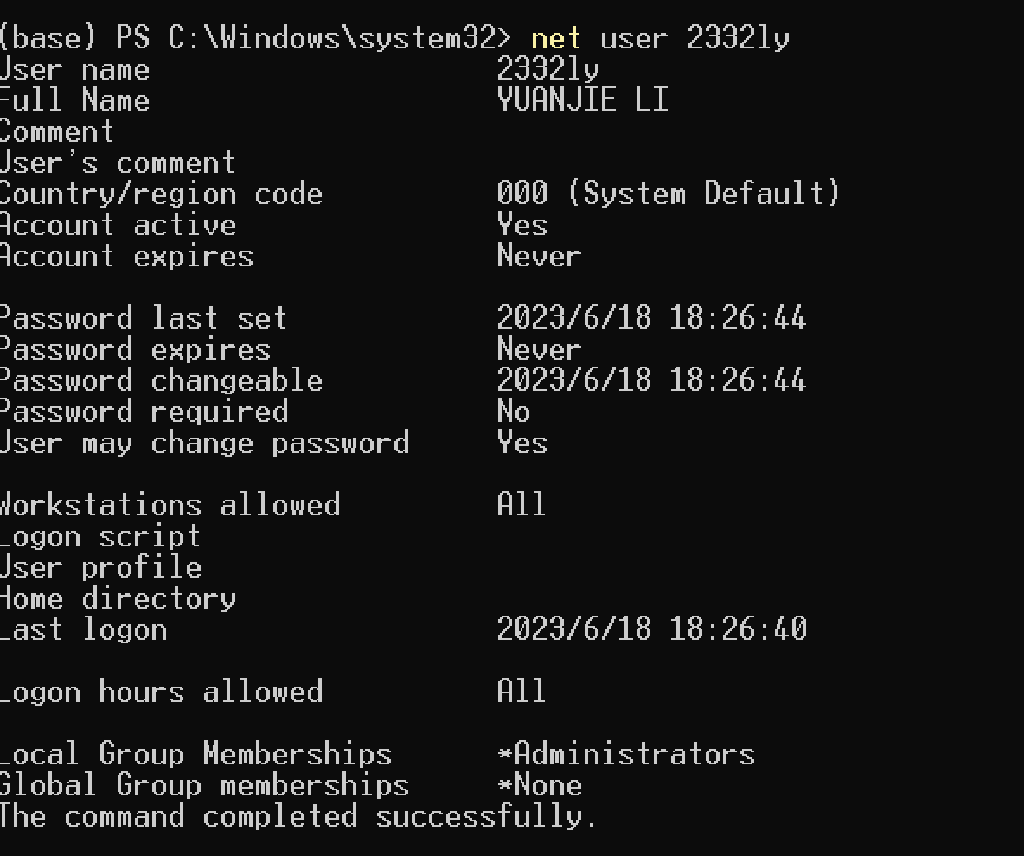 (base) PS C:\Windows\system32> net user 2332ly
User name                    2332ly
Full Name                    YUANJIE LI
Comment
User's comment
Country/region code          000 (System Default)
Account active               Yes
Account expires              Never

Password last set            2023/6/18 18:26:44
Password expires             Never
Password changeable          2023/6/18 18:26:44
Password required            No
User may change password     Yes

Workstations allowed         All
Logon script
User profile
Home directory
Last logon                   2023/6/18 18:26:40

Logon hours allowed          All

Local Group Memberships      *Administrators
Global Group memberships     *None
The command completed successfully.